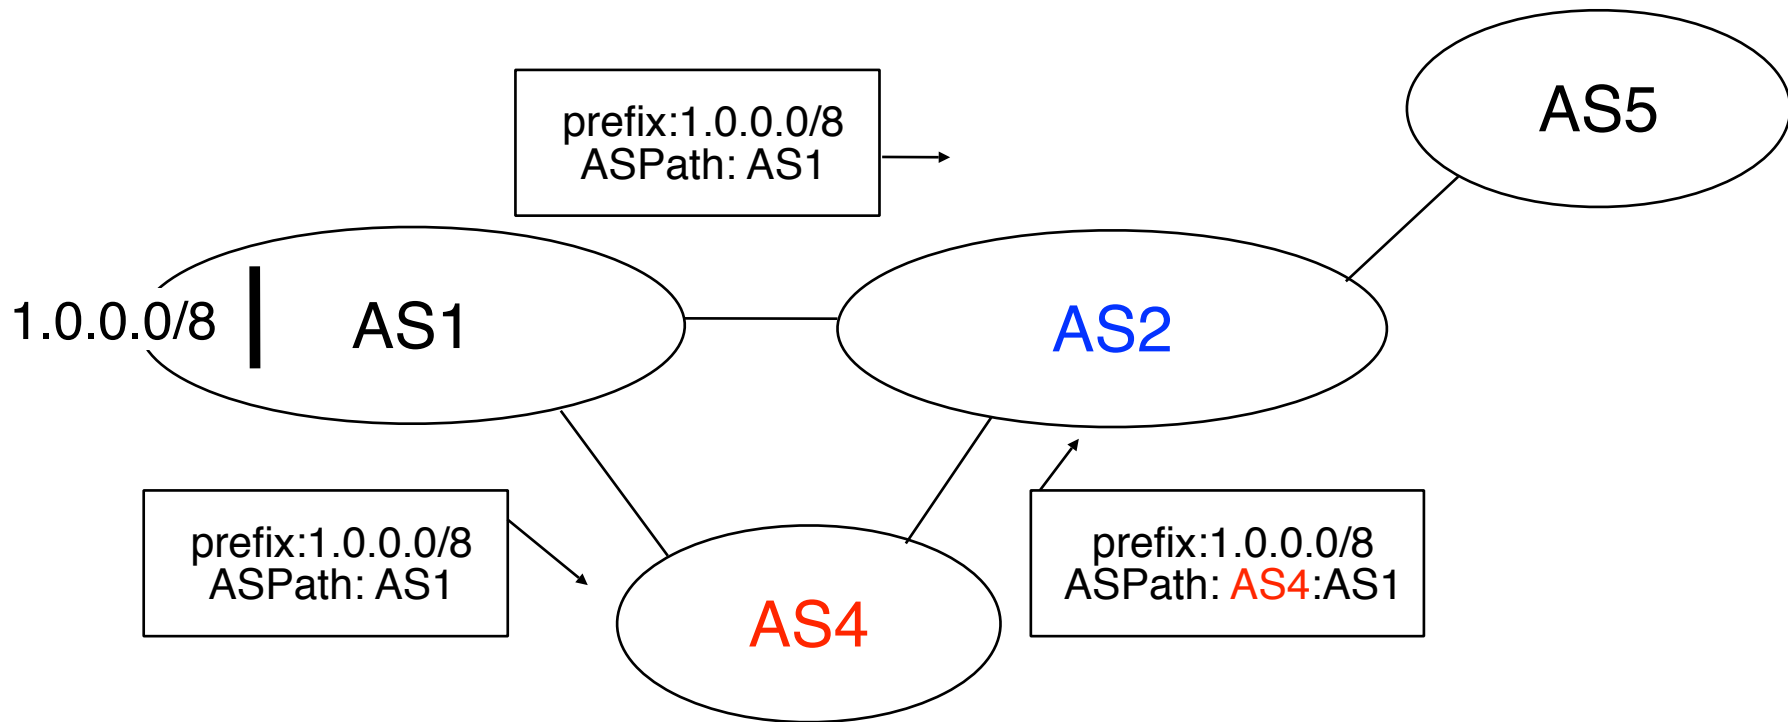 AS5
prefix:1.0.0.0/8
ASPath: AS1
1.0.0.0/8
AS1
AS2
prefix:1.0.0.0/8
ASPath: AS1
prefix:1.0.0.0/8
ASPath: AS4:AS1
AS4